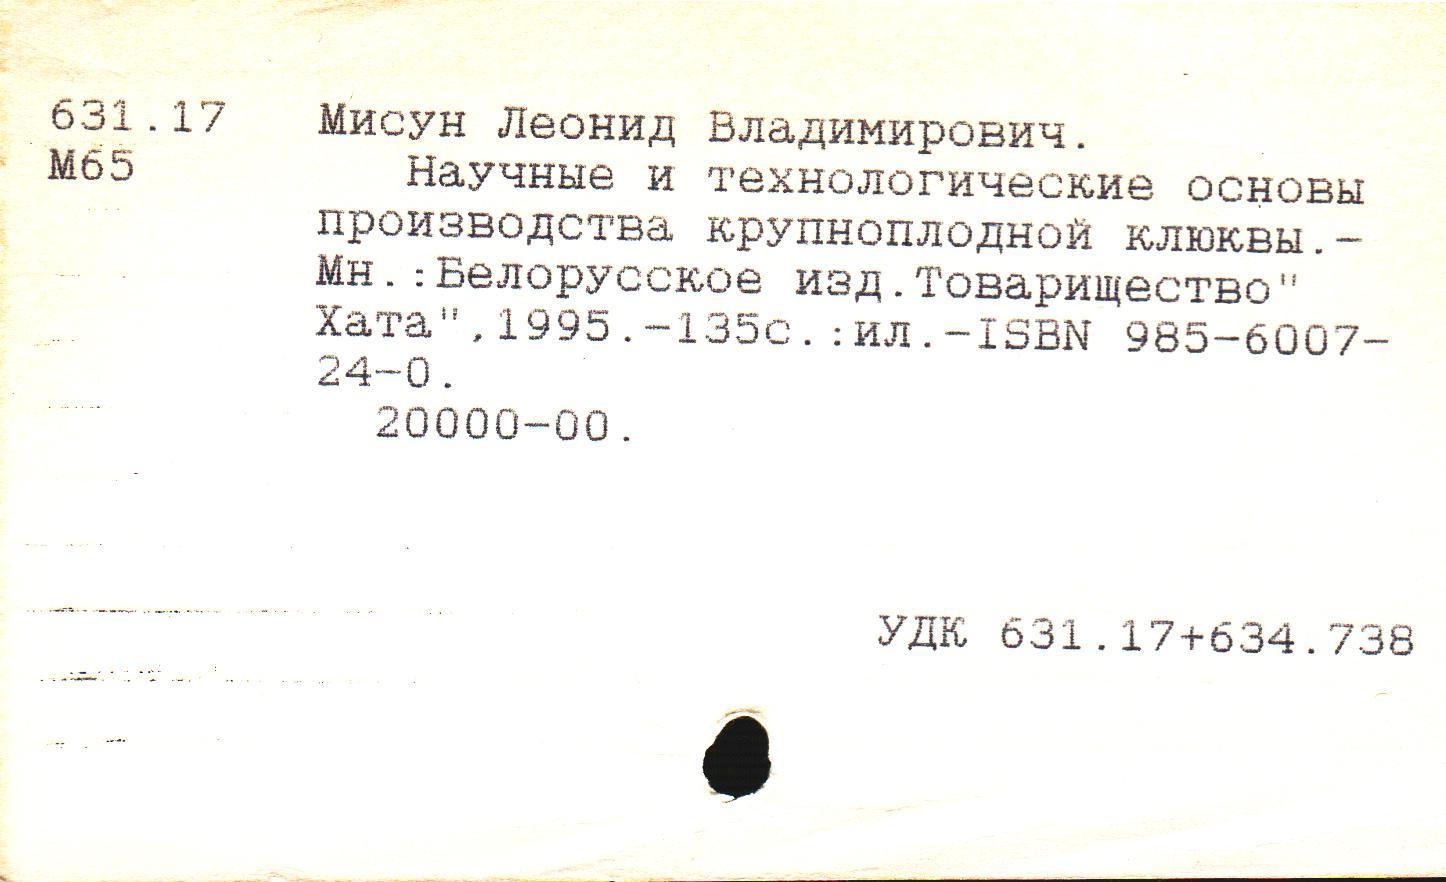 631.17 Мисун Леонид Владимирович.
М65 Научные и технологические основы
производства крупноплодной клюквы.-
Мн.:Белорусское изд.Товарищество"
Хата",1995.-135с.:ил.-ISBN 985-6007-
24-0.
20000-00.
УДК 631.17+634.738